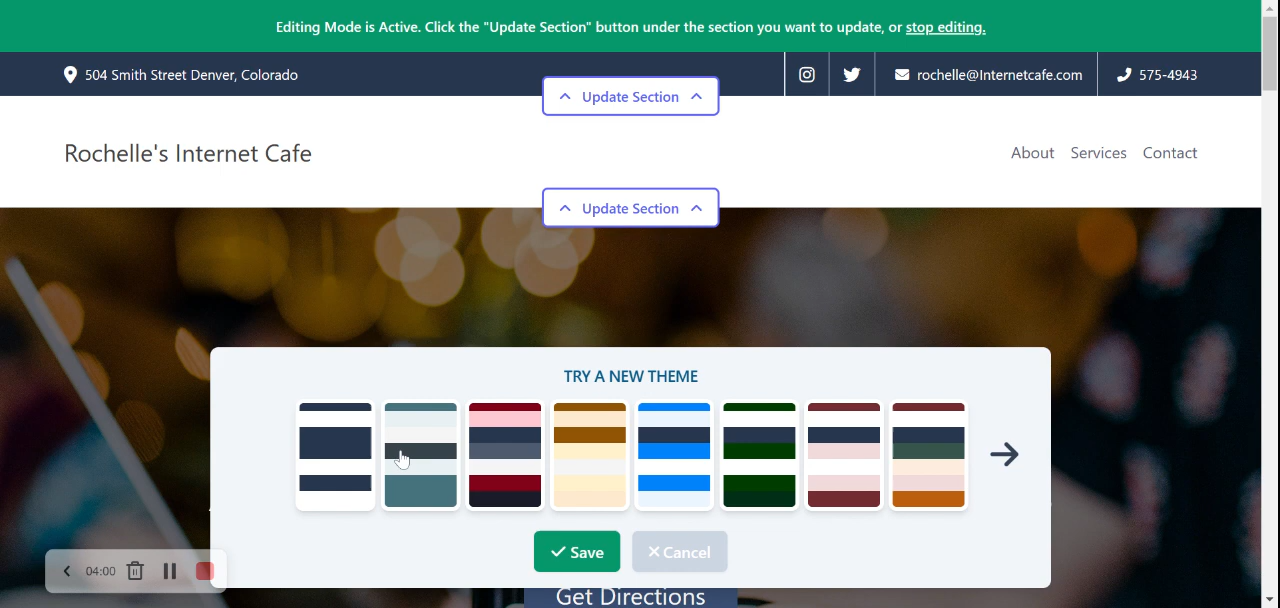 Editing Mode is Active. Click the "Update Section" button under the section you want to update, or stop editing.
504 Smith Street Denver, Colorado
rochelle@Internetcafe.com
575-4943
Update Section
Rochelle's Internet Cafe
About Services Contact
Update Section
TRY A NEW THEME
Save
Cancel
04:00
Get Directions